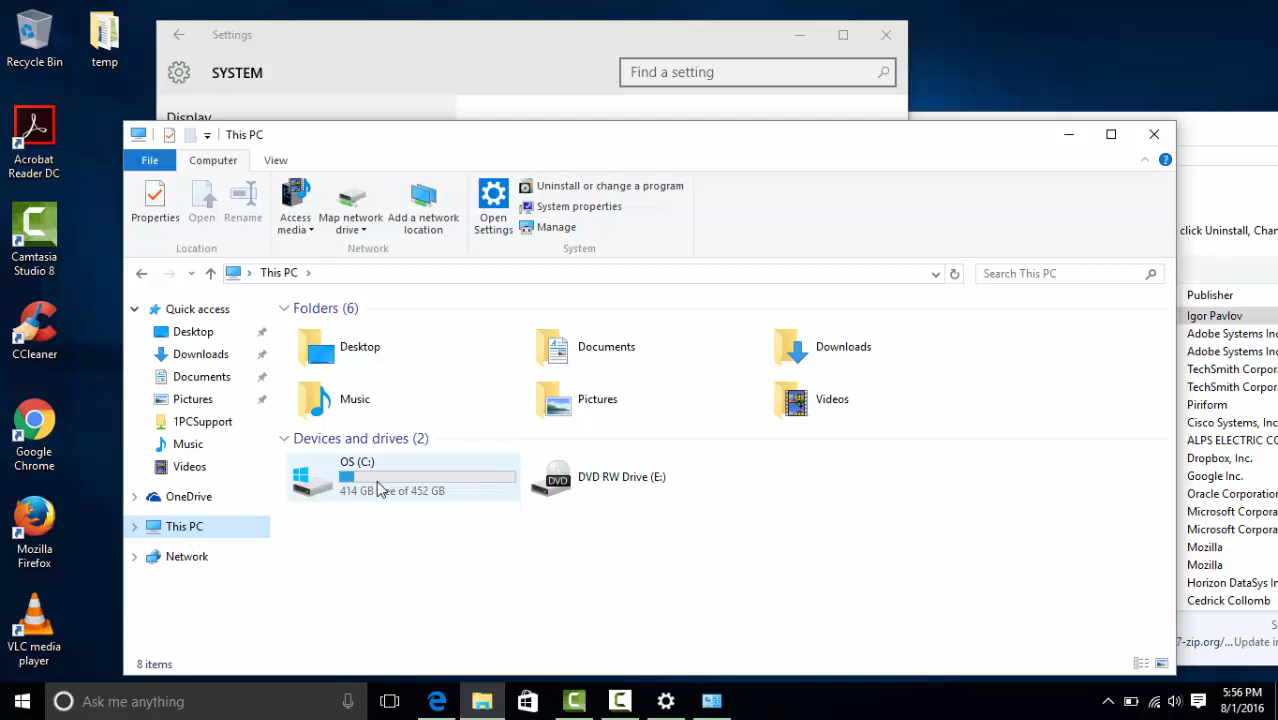 Recycle Bin
temp
Acrobat
Reader DC
Camtasia
Studio 8
CCleaner
Google
Chrome
Mozilla
Firefox
VLC media
player
Settings
SYSTEM
Find a setting
Display
This PC
File
Computer
View
Properties
Open
Rename
Location
Access
media
Map network
drive
Add a network
location
Network
Open
Settings
Uninstall or change a program
System properties
Manage
System
This PC
Search This PC
Quick access
Desktop
Downloads
Documents
Pictures
1PCSupport
Music
Videos
OneDrive
This PC
Network
Folders (6)
Desktop
Documents
Downloads
Music
Pictures
Videos
Devices and drives (2)
OS (C:)
414 GB of 452 GB
DVD
DVD RW Drive (E:)
8 items
click Uninstall, Chan
Publisher
Igor Pavlov
Adobe Systems Inc
Adobe Systems Inc
TechSmith Corpor
Piriform
Cisco Systems, Inc
ALPS ELECTRIC C
Dropbox, Inc.
Google Inc.
Oracle Corporation
Microsoft Corpora
Microsoft Corpora
Mozilla
Mozilla
Horizon DataSys In
Cedrick Collomb
7-zip.org/...
Update in
Ask me anything
5:56 PM
8/1/2016